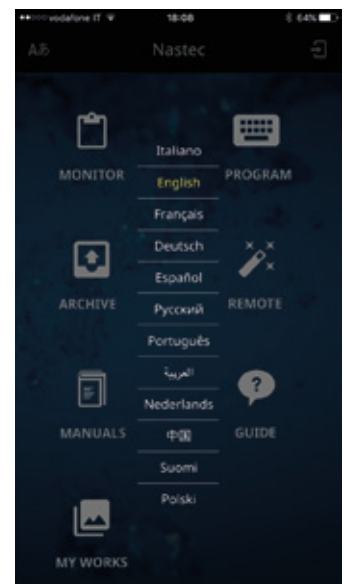 vodafone IT 18:08 64%
Aあ Nastec
Italiano
MONITOR English PROGRAM
Français
Deutsch
Español
ARCHIVE Русский REMOTE
Português
العربية
Nederlands
MANUALS 中国 GUIDE
Suomi
Polski
MY WORKS